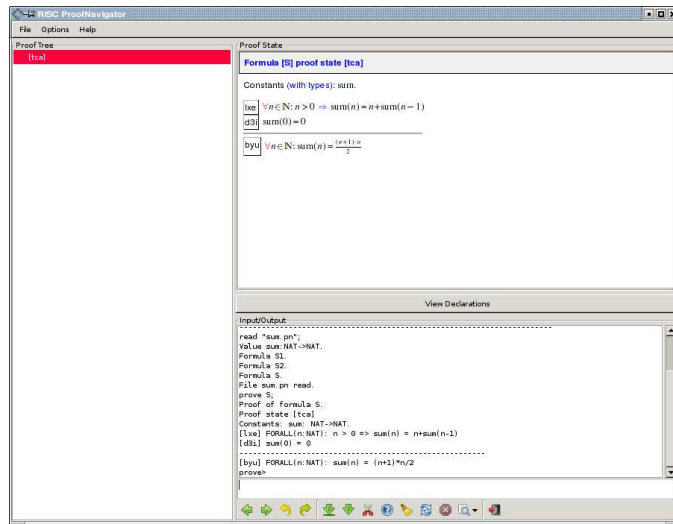 RISC ProofNavigator
File Options Help
Proof Tree
[tca]
Proof State
Formula [S] proof state [tca]
Constants (with types): sum.
lxe ∀n∈ℕ: n > 0 ⇒ sum(n) = n+sum(n−1)
d3i sum(0) = 0
byu ∀n∈ℕ: sum(n) = (n+1)·n/2
View Declarations
Input/Output
read "sum.pn";
Value sum:NAT->NAT.
Formula S1.
Formula S2.
Formula S.
File sum.pn read.
prove S;
Proof of formula S.
Proof state [tca]
Constants: sum: NAT->NAT.
[lxe] FORALL(n:NAT): n > 0 => sum(n) = n+sum(n-1)
[d3i] sum(0) = 0
[byu] FORALL(n:NAT): sum(n) = (n+1)*n/2
prove>